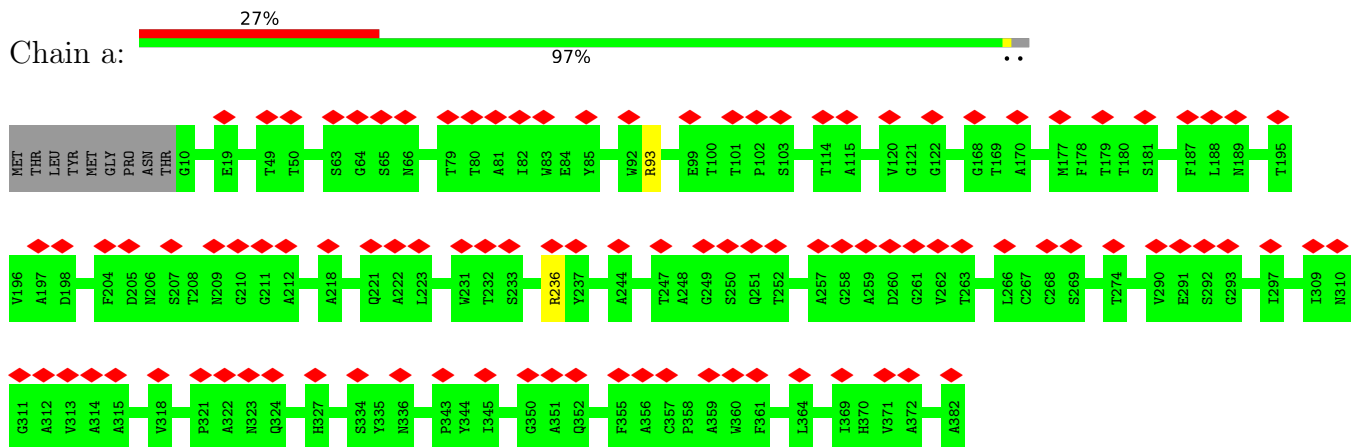 27%
Chain a:
97%
• •
MET THR LEU TYR MET GLY PRO ASN THR G10 E19 T49 T50 S63 G64 S65 N66 T79 T80 A81 I82 W83 E84 Y85 W92 R93 E99 T100 T101 P102 S103 T114 A115 V120 G121 G122 G168 T169 A170 M177 F178 T179 T180 S181 F187 L188 N189 T195
V196 A197 D198 F204 D205 N206 S207 T208 N209 G210 G211 A212 A218 Q221 A222 L223 W231 T232 S233 R236 Y237 A244 T247 A248 G249 S250 Q251 T252 A257 G258 A259 D260 G261 V262 T263 L266 C267 C268 S269 T274 V290 E291 S292 G293 I297 I309 N310
G311 A312 V313 A314 A315 V318 P321 A322 N323 Q324 H327 S334 Y335 N336 P343 Y344 I345 G350 A351 Q352 F355 A356 C357 P358 A359 W360 F361 L364 I369 H370 V371 A372 A382